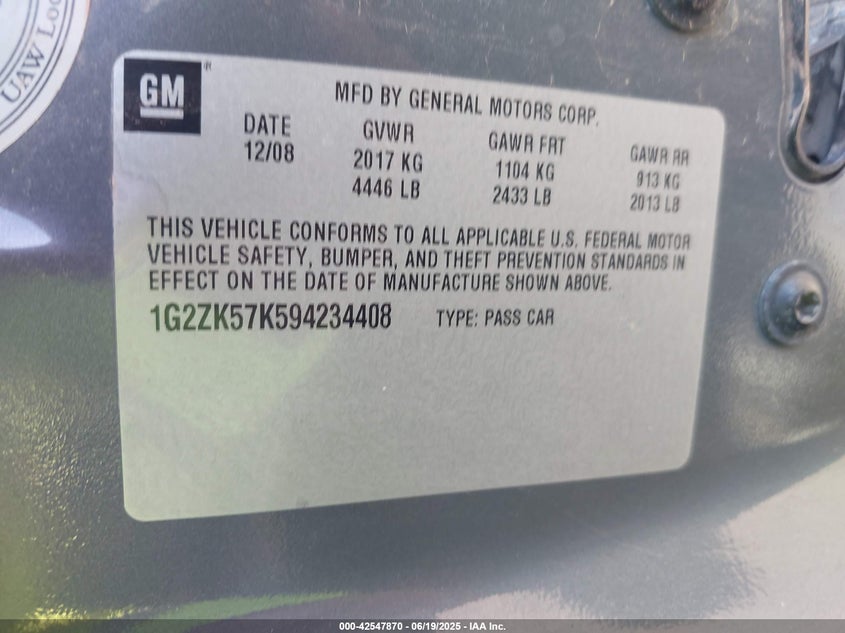 UAW Loc
GM
MFD BY GENERAL MOTORS CORP.
DATE GVWR GAWR FRT GAWR RR
12/08 2017 KG 1104 KG 913 KG
4446 LB 2433 LB 2013 LB
THIS VEHICLE CONFORMS TO ALL APPLICABLE U.S. FEDERAL MOTOR
VEHICLE SAFETY, BUMPER, AND THEFT PREVENTION STANDARDS IN
EFFECT ON THE DATE OF MANUFACTURE SHOWN ABOVE.
1G2ZK57K594234408 TYPE: PASS CAR
000-42547870 - 06/19/2025 - IAA Inc.